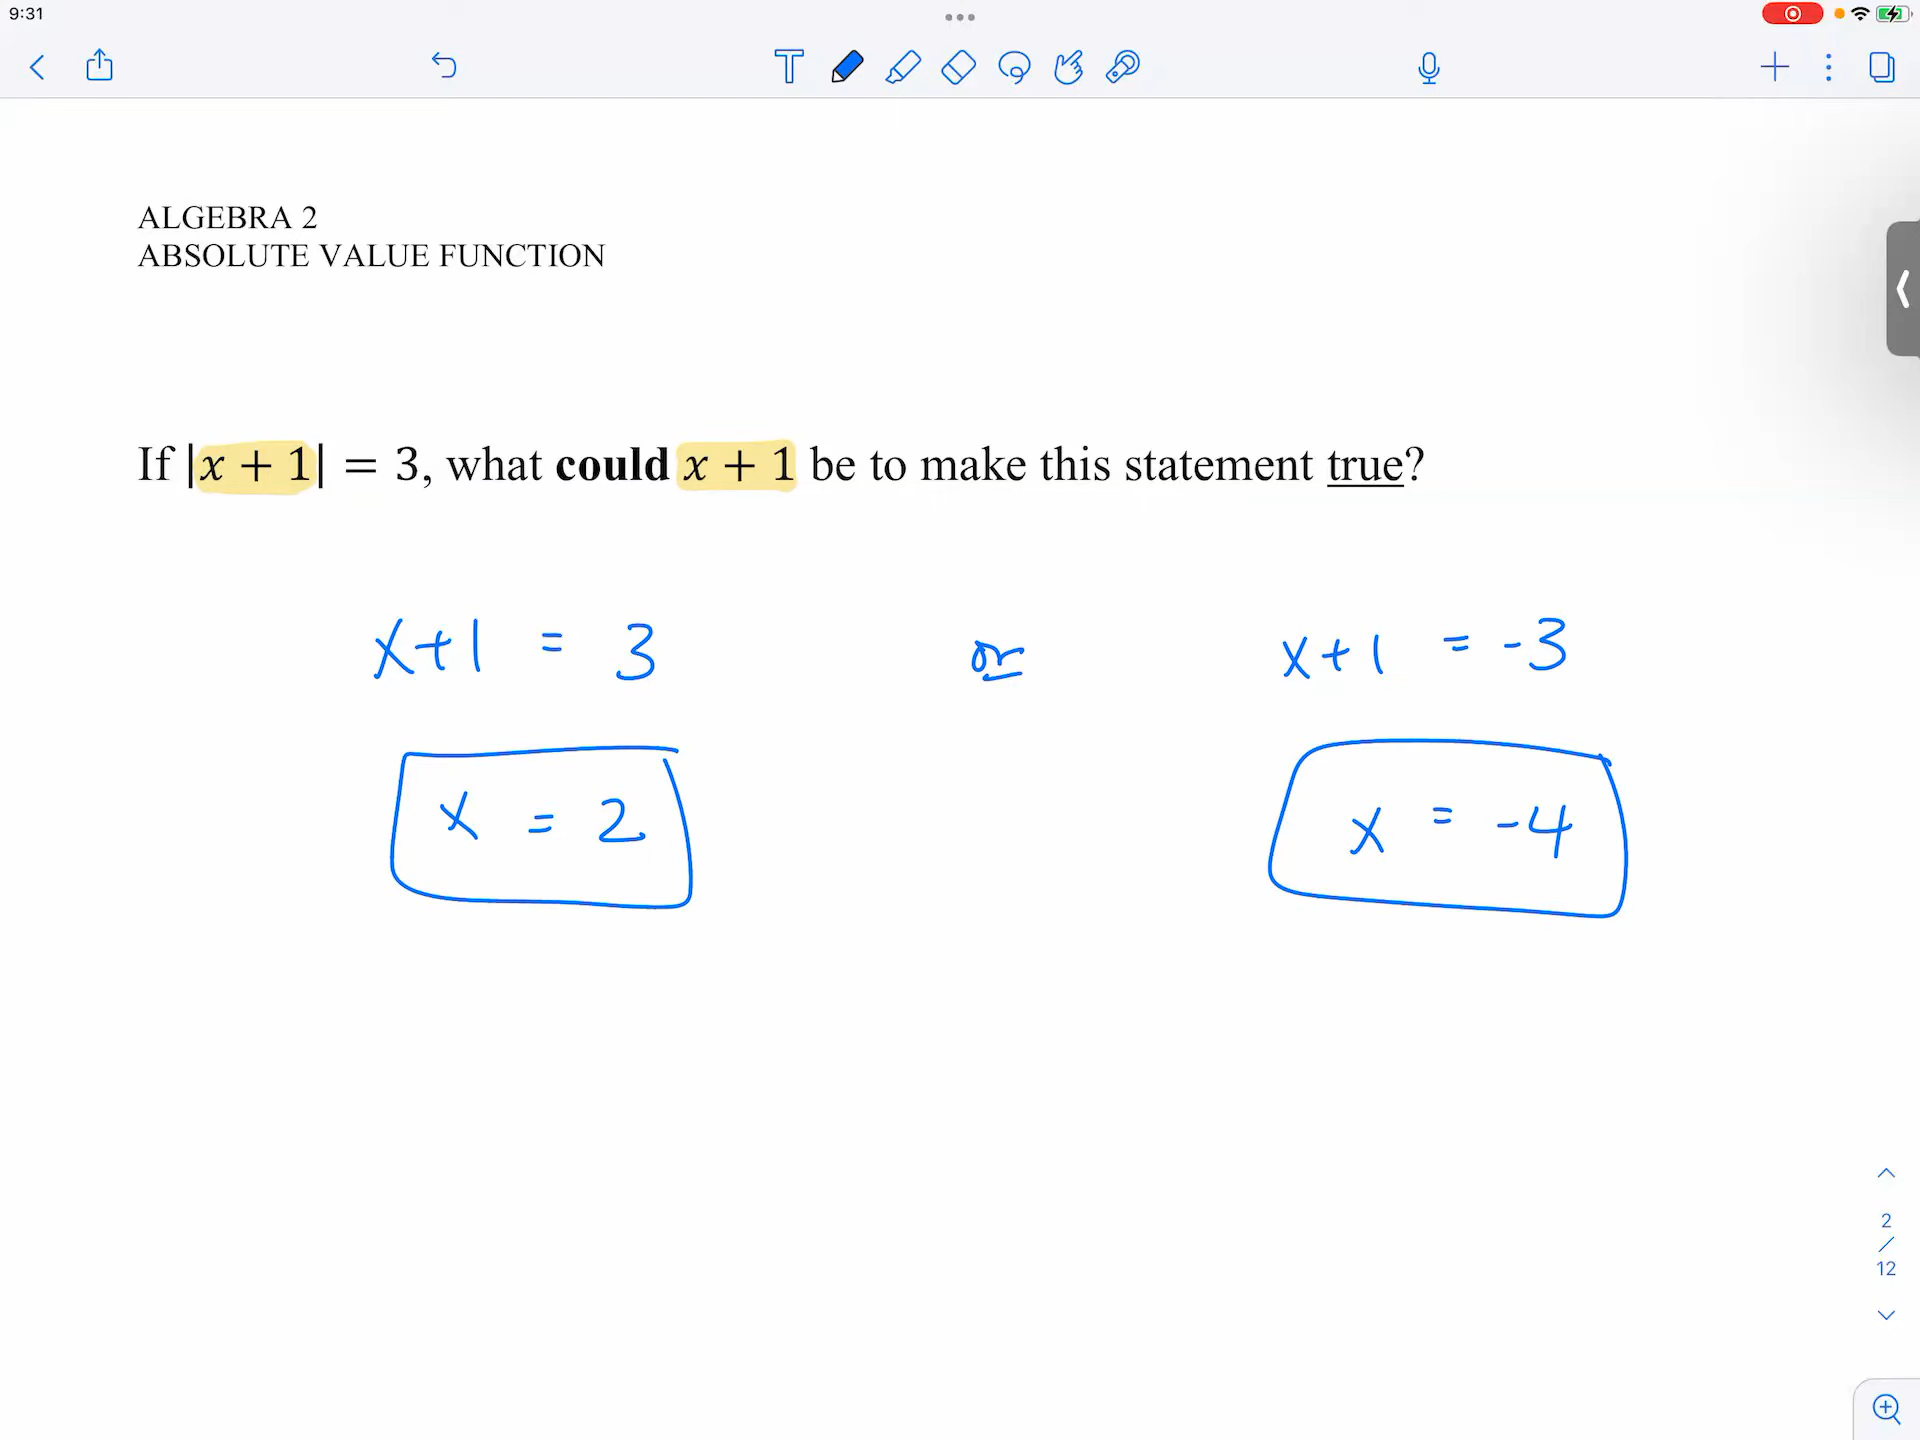 9:31
T
ALGEBRA 2
ABSOLUTE VALUE FUNCTION
If |x + 1| = 3, what could x + 1 be to make this statement true?
x+1 = 3 or x+1 = -3
x = 2 x = -4
2
/
12